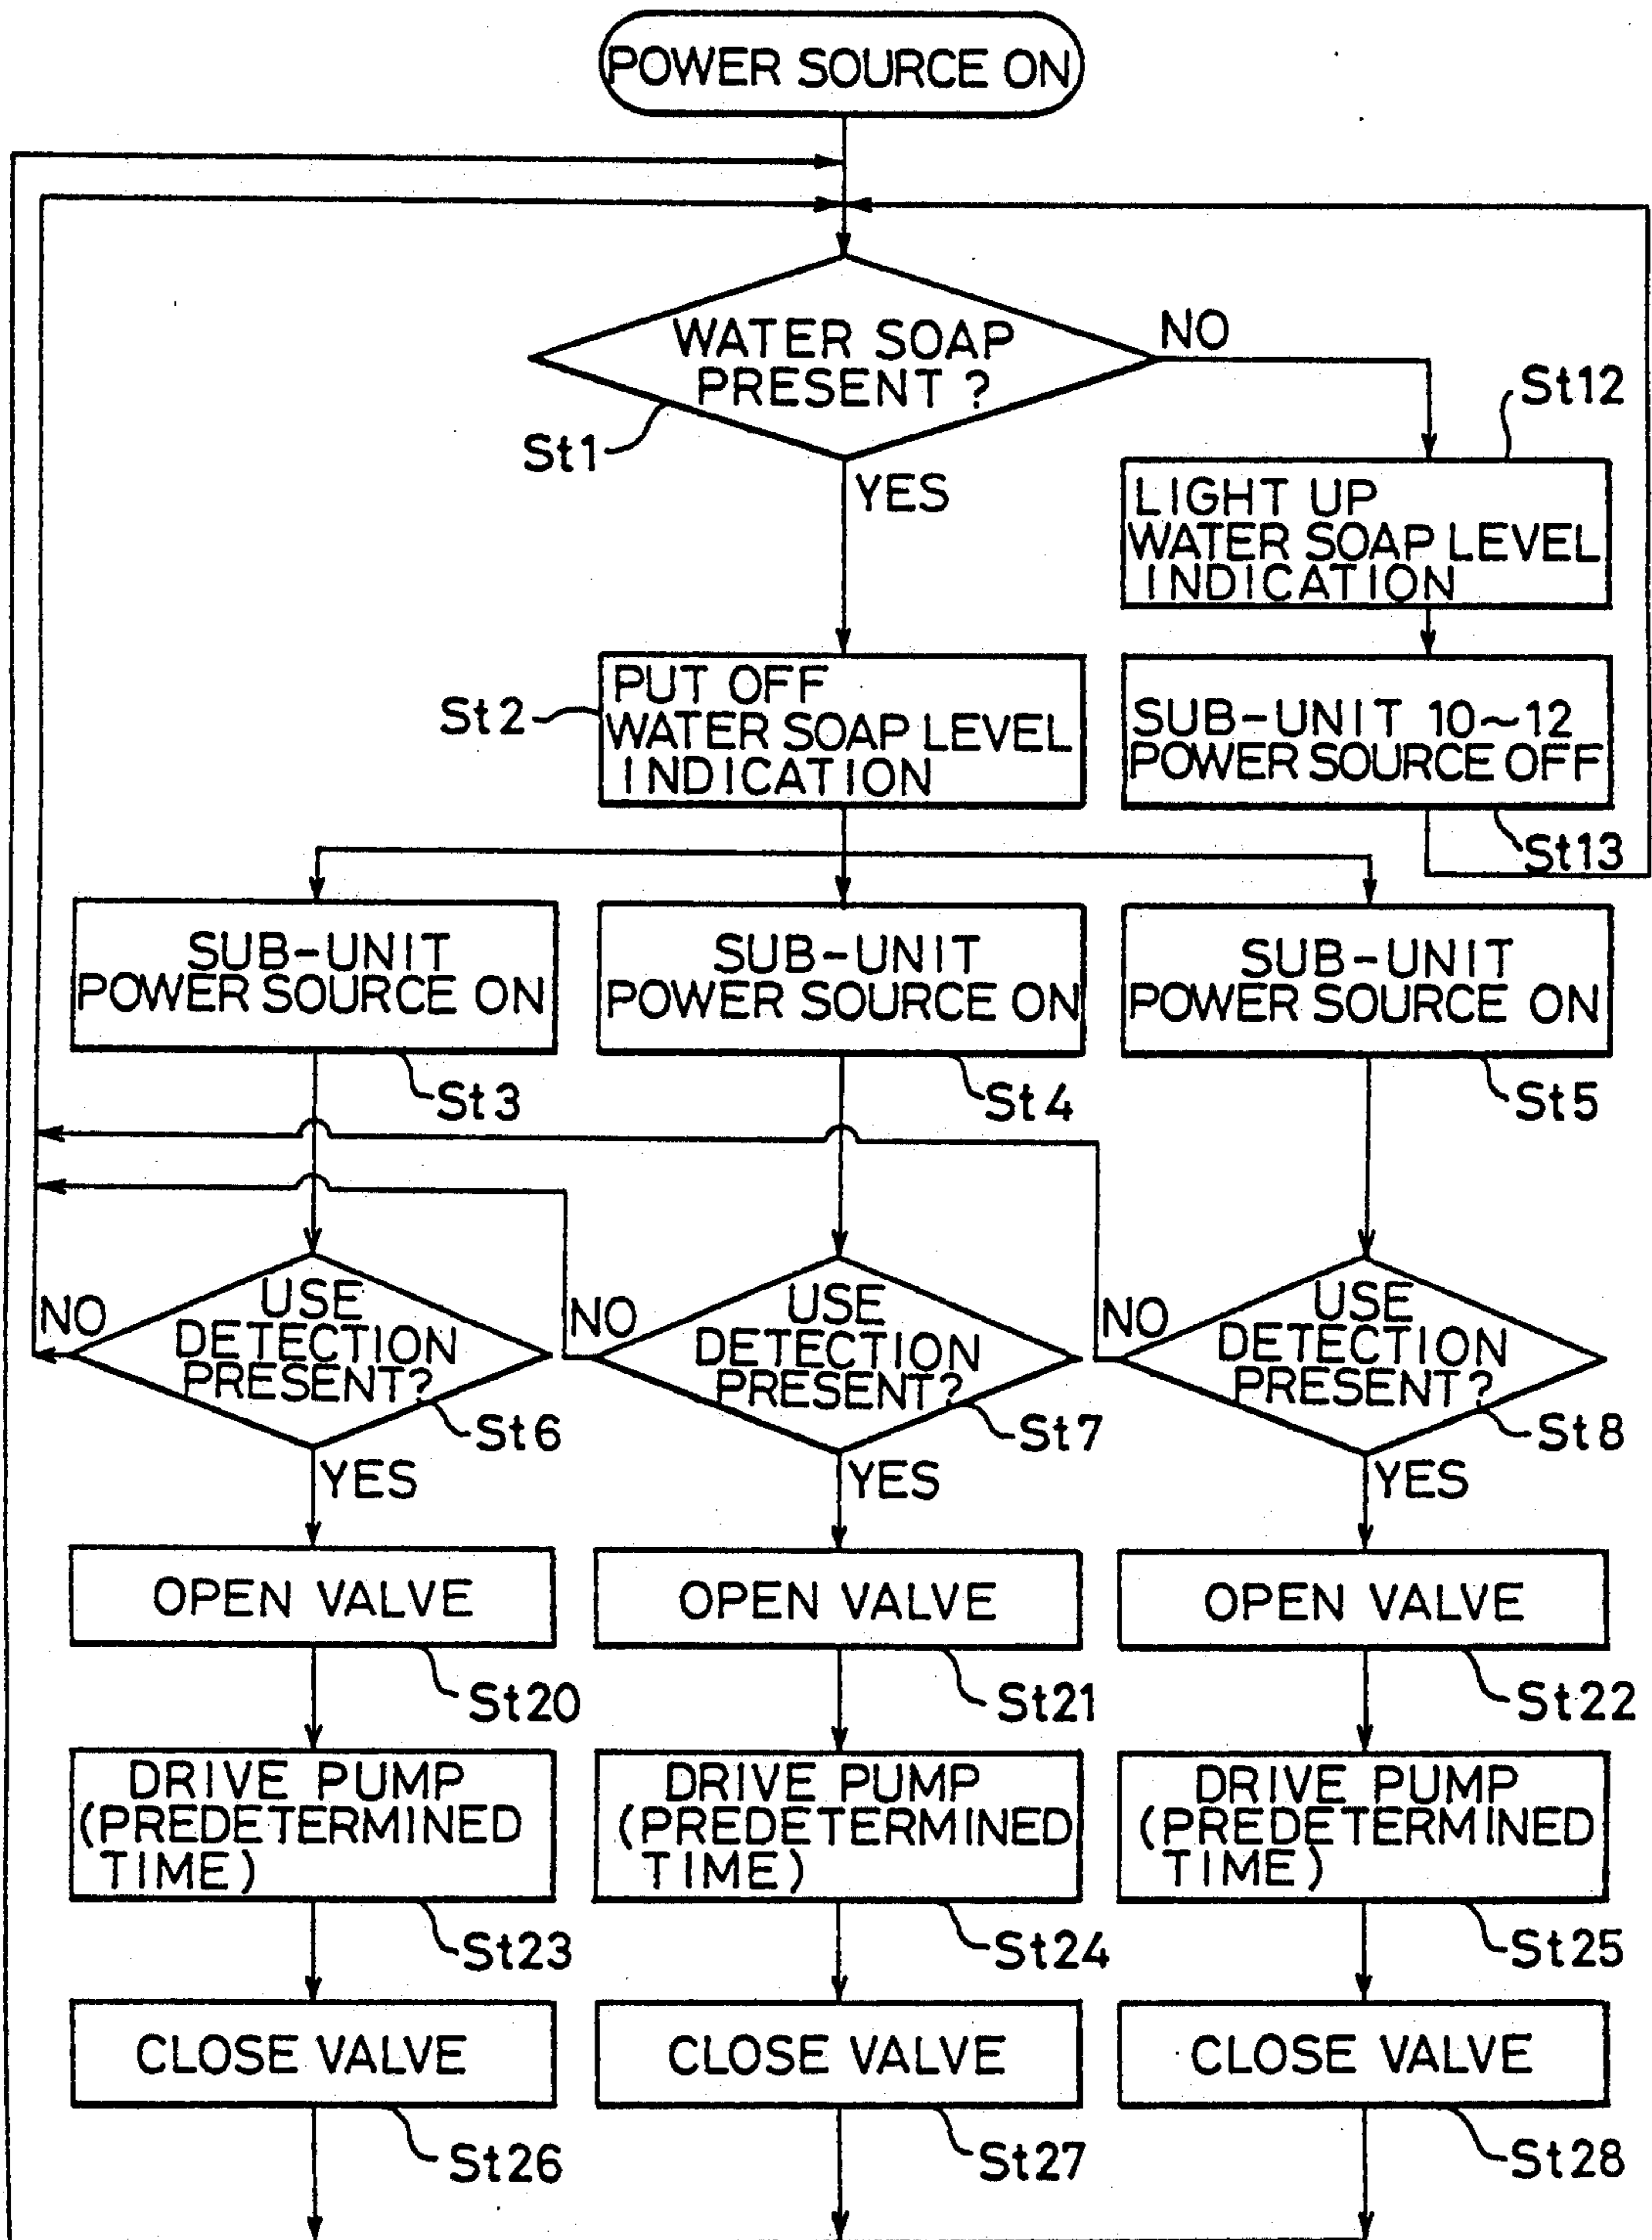 POWER SOURCE ON
WATER SOAP
PRESENT ?
NO
St1
YES
St12
LIGHT UP
WATER SOAP LEVEL
INDICATION
St2
PUT OFF
WATER SOAP LEVEL
INDICATION
SUB-UNIT 10~12
POWER SOURCE OFF
St13
SUB-UNIT
POWER SOURCE ON
St3
SUB-UNIT
POWER SOURCE ON
St4
SUB-UNIT
POWER SOURCE ON
St5
NO
USE
DETECTION
PRESENT?
St6
YES
NO
USE
DETECTION
PRESENT?
St7
YES
NO
USE
DETECTION
PRESENT?
St8
YES
OPEN VALVE
St20
OPEN VALVE
St21
OPEN VALVE
St22
DRIVE PUMP
(PREDETERMINED
TIME)
St23
DRIVE PUMP
(PREDETERMINED
TIME)
St24
DRIVE PUMP
(PREDETERMINED
TIME)
St25
CLOSE VALVE
St26
CLOSE VALVE
St27
CLOSE VALVE
St28